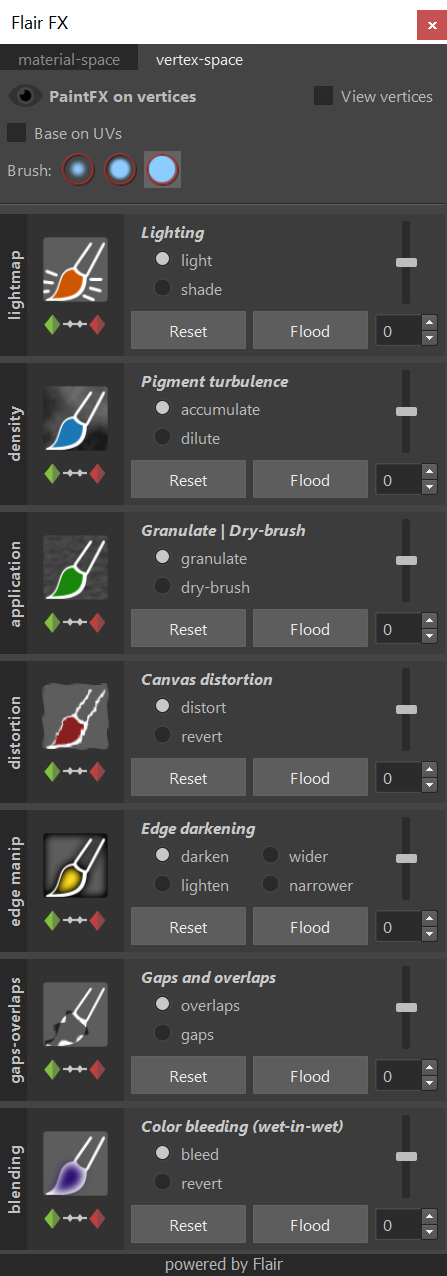 Flair FX
×
material-space vertex-space
PaintFX on vertices View vertices
Base on UVs
Brush:
lightmap
Lighting
light
shade
Reset Flood 0
density
Pigment turbulence
accumulate
dilute
Reset Flood 0
application
Granulate | Dry-brush
granulate
dry-brush
Reset Flood 0
distortion
Canvas distortion
distort
revert
Reset Flood 0
edge manip
Edge darkening
darken wider
lighten narrower
Reset Flood 0
gaps-overlaps
Gaps and overlaps
overlaps
gaps
Reset Flood 0
blending
Color bleeding (wet-in-wet)
bleed
revert
Reset Flood 0
powered by Flair